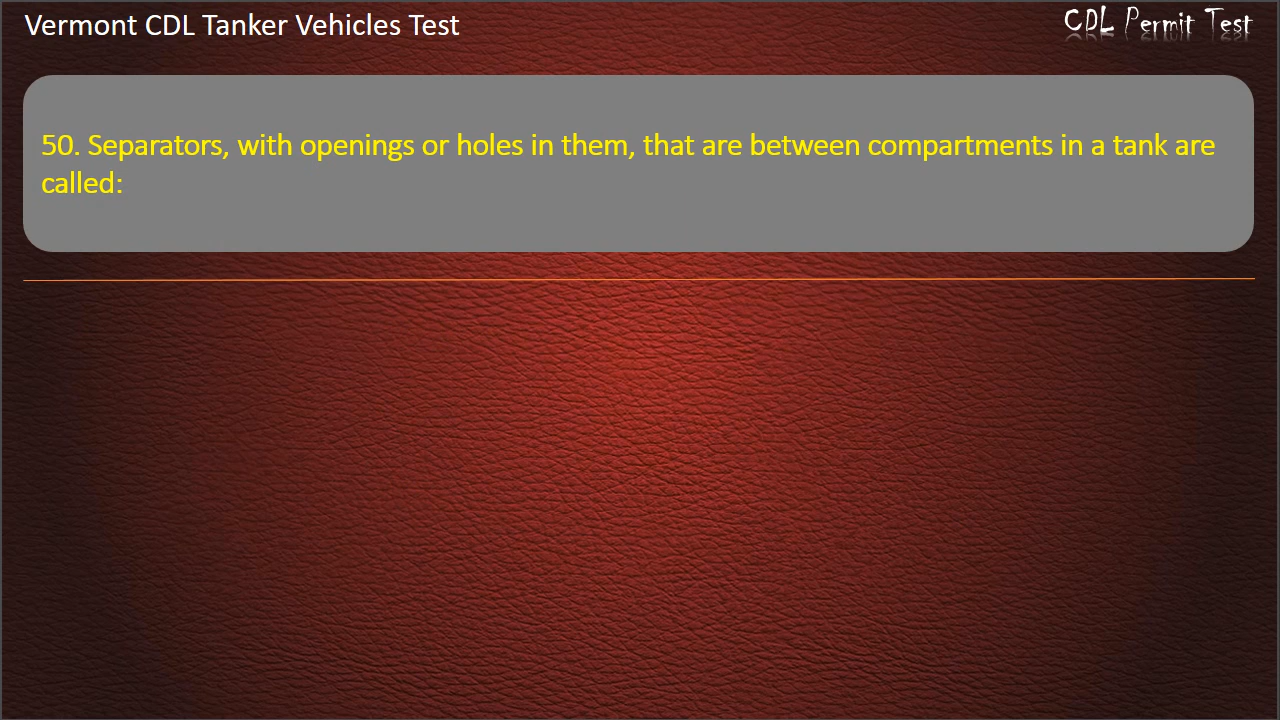 Vermont CDL Tanker Vehicles Test
CDL Permit Test
50. Separators, with openings or holes in them, that are between compartments in a tank are
called: